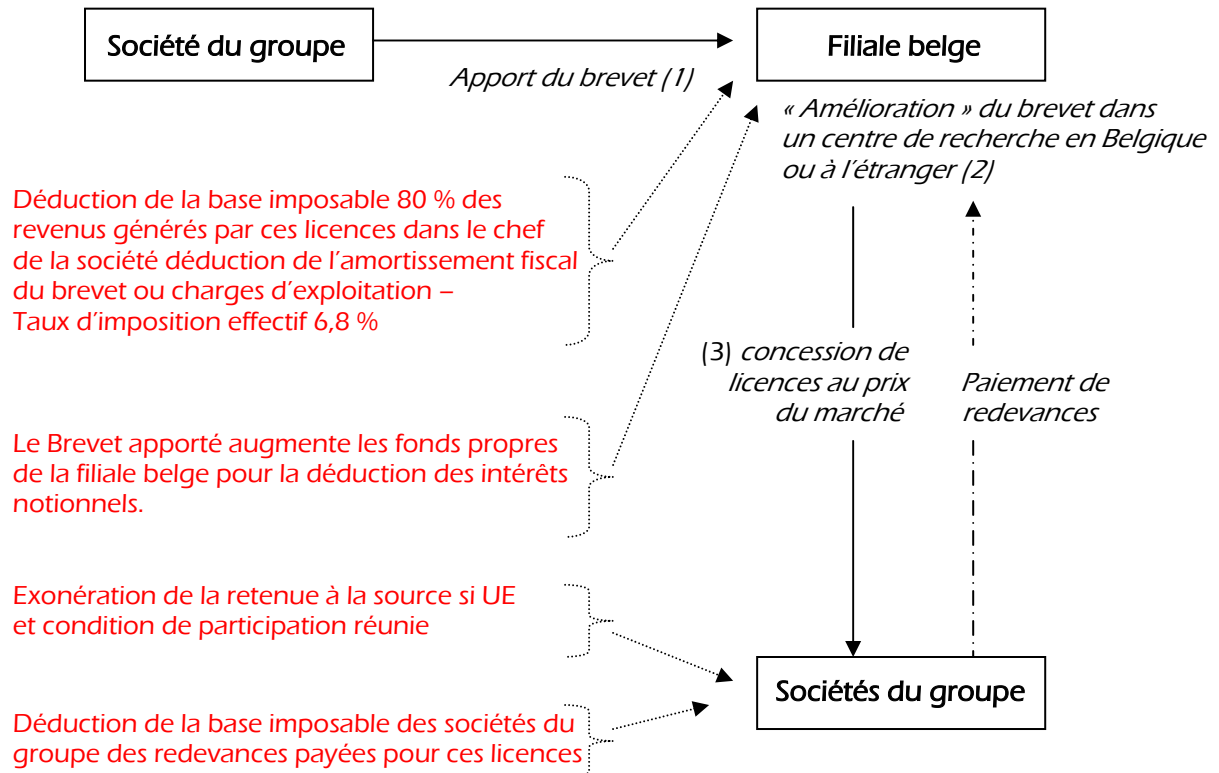 Société du groupe
Filiale belge
Apport du brevet (1)
« Amélioration » du brevet dans
un centre de recherche en Belgique
ou à l'étranger (2)
Déduction de la base imposable 80 % des
revenus générés par ces licences dans le chef
de la société déduction de l'amortissement fiscal
du brevet ou charges d'exploitation –
Taux d'imposition effectif 6,8 %
(3) concession de
licences au prix
du marché
Paiement de
redevances
Le Brevet apporté augmente les fonds propres
de la filiale belge pour la déduction des intérêts
notionnels.
Exonération de la retenue à la source si UE
et condition de participation réunie
Sociétés du groupe
Déduction de la base imposable des sociétés du
groupe des redevances payées pour ces licences